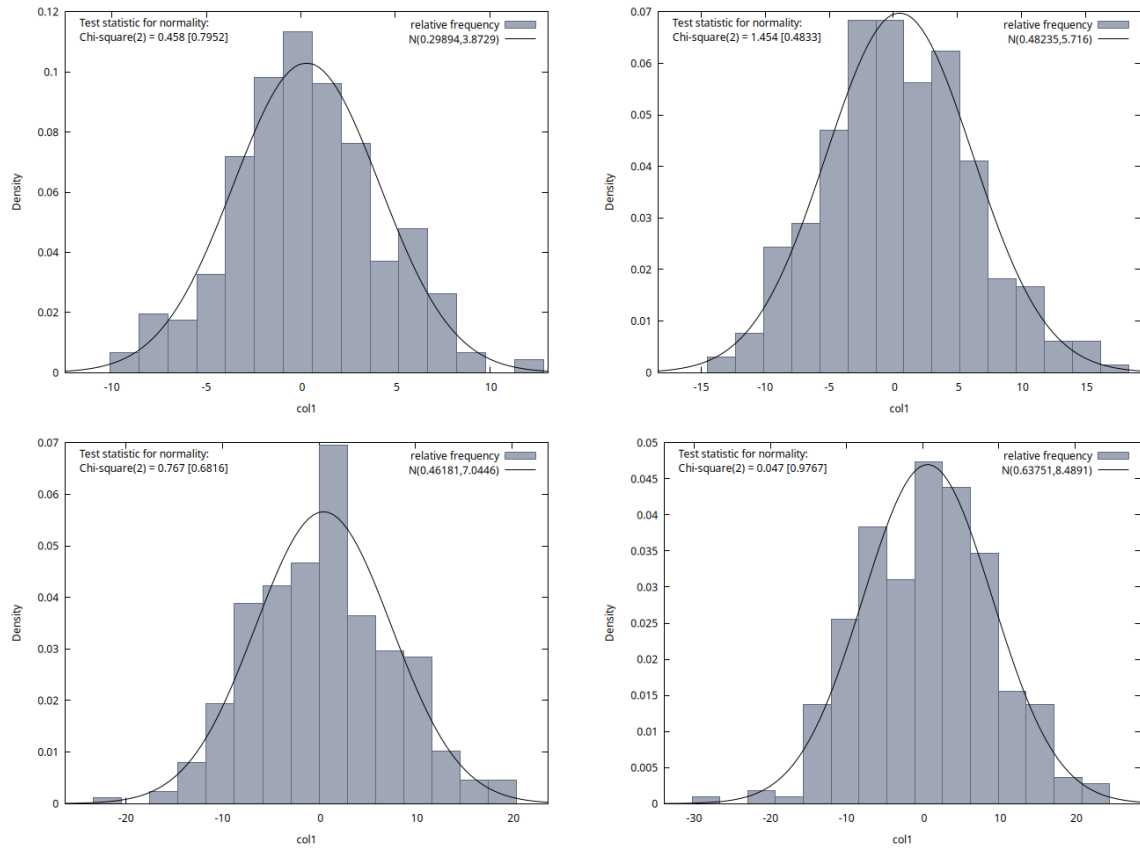 Test statistic for normality:
Chi-square(2) = 0.458 [0.7952]
relative frequency
N(0.29894,3.8729)
0.12
0.1
0.08
0.06
0.04
0.02
0
Density
-10
-5
0
5
10
col1
Test statistic for normality:
Chi-square(2) = 1.454 [0.4833]
relative frequency
N(0.48235,5.716)
0.07
0.06
0.05
0.04
0.03
0.02
0.01
0
Density
-15
-10
-5
0
5
10
15
col1
Test statistic for normality:
Chi-square(2) = 0.767 [0.6816]
relative frequency
N(0.46181,7.0446)
0.07
0.06
0.05
0.04
0.03
0.02
0.01
0
Density
-20
-10
0
10
20
col1
Test statistic for normality:
Chi-square(2) = 0.047 [0.9767]
relative frequency
N(0.63751,8.4891)
0.05
0.045
0.04
0.035
0.03
0.025
0.02
0.015
0.01
0.005
0
Density
-30
-20
-10
0
10
20
col1